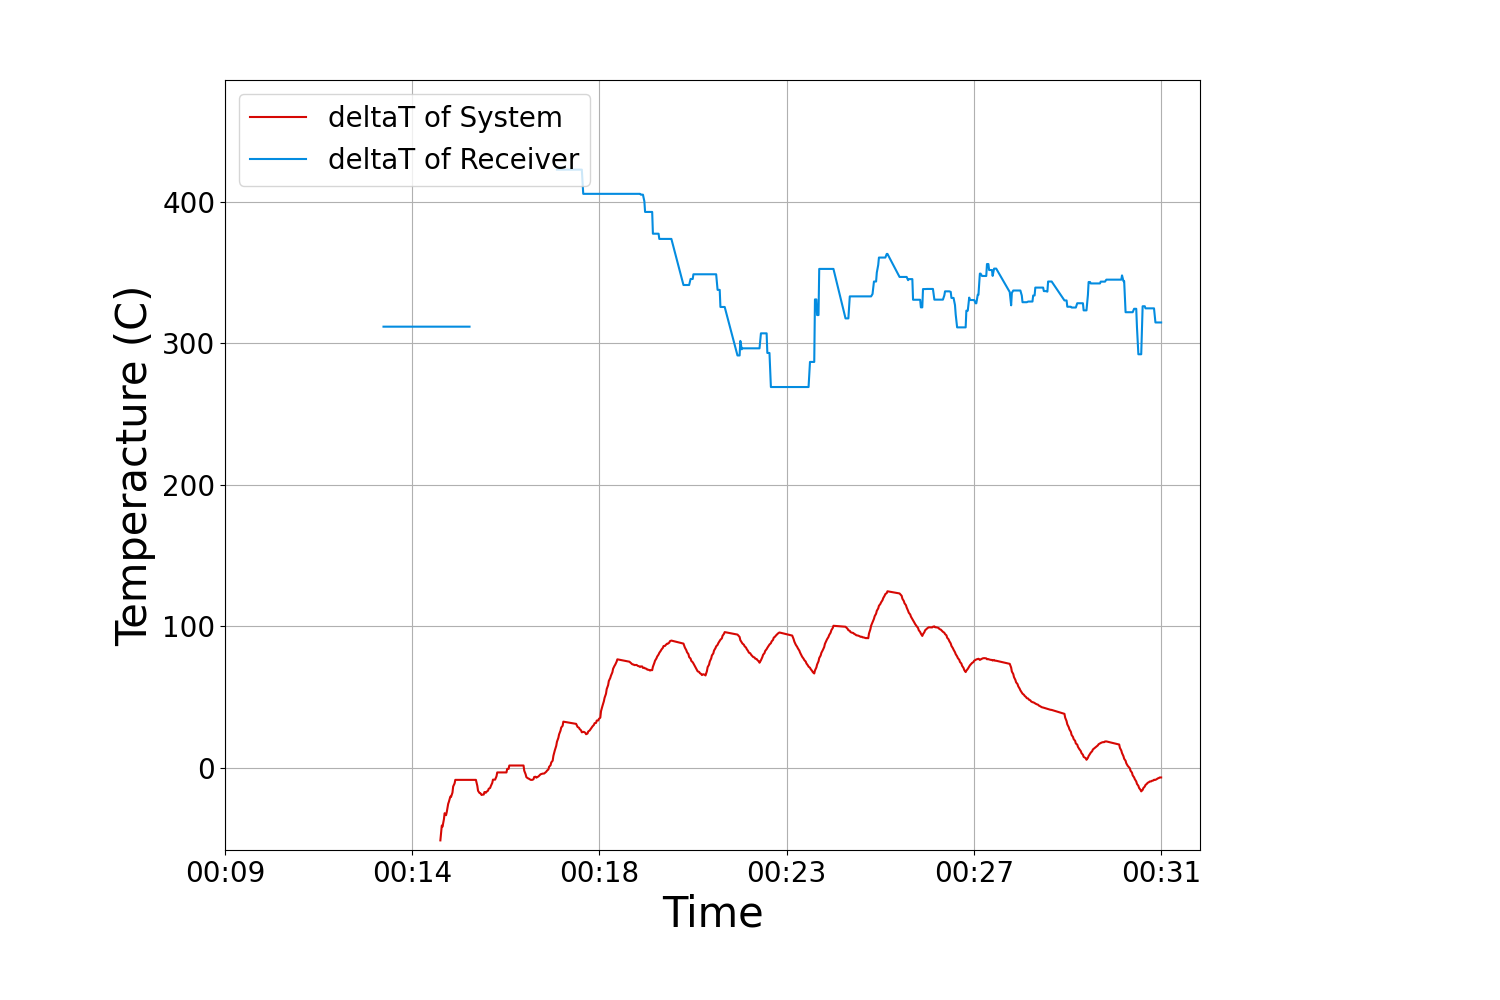 deltaT of System
deltaT of Receiver
400
300
200
100
0
Temperacture (C)
00:09 00:14 00:18 00:23 00:27 00:31
Time